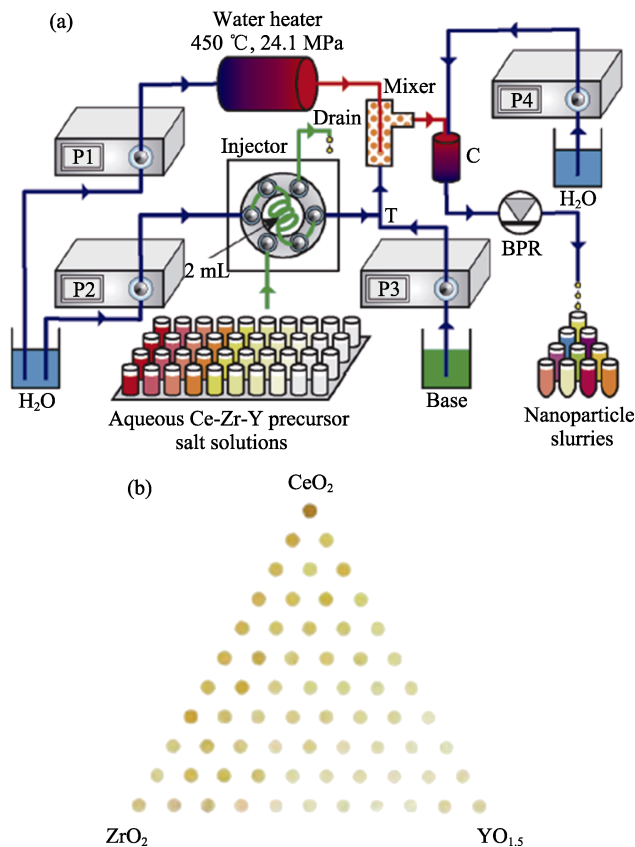 (a)
Water heater
450 ℃, 24.1 MPa
Mixer
Drain
Injector
P1
P4
C
H₂O
T
BPR
2 mL
P2
P3
H₂O
Base
Aqueous Ce-Zr-Y precursor
salt solutions
Nanoparticle
slurries
(b)
CeO₂
ZrO₂
YO₁.₅